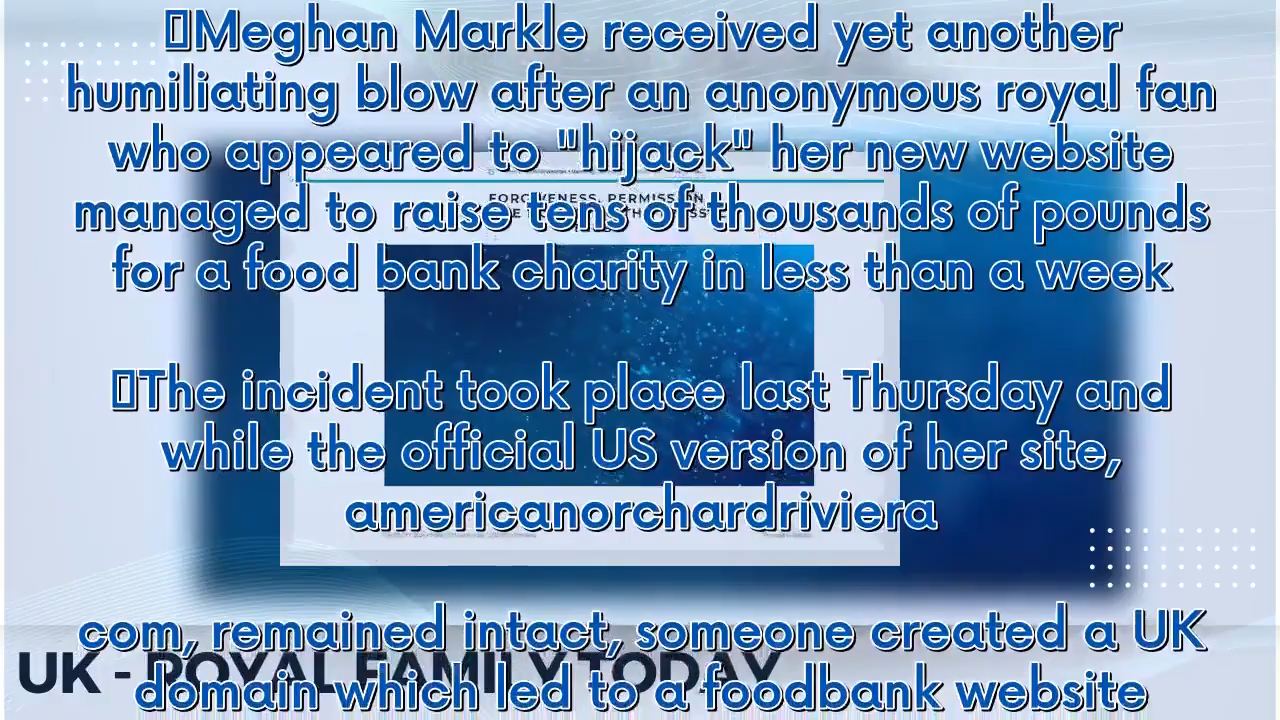 Meghan Markle received yet another
humiliating blow after an anonymous royal fan
who appeared to "hijack" her new website
FORGIVENESS, PERMISSION
managed to raise tens of thousands of pounds
for a food bank charity in less than a week
The incident took place last Thursday and
while the official US version of her site,
americanorchardriviera
com, remained intact, someone created a UK
UK - ROYAL FAMILY TODAY
domain which led to a foodbank website